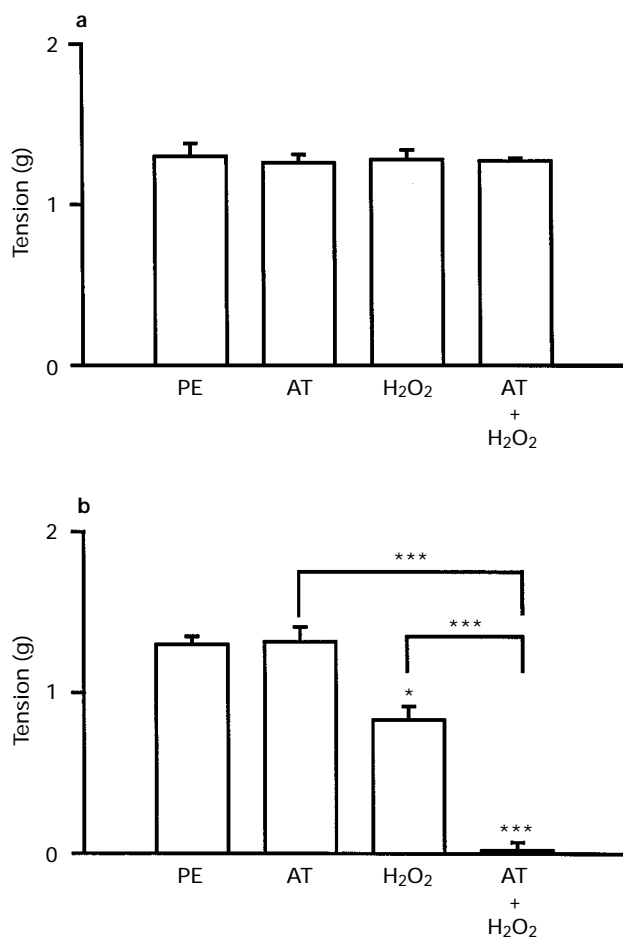 a
2
1
0
Tension (g)
PE AT H₂O₂ AT
+
H₂O₂
b
2
1
0
Tension (g)
***
***
*
***
PE AT H₂O₂ AT
+
H₂O₂